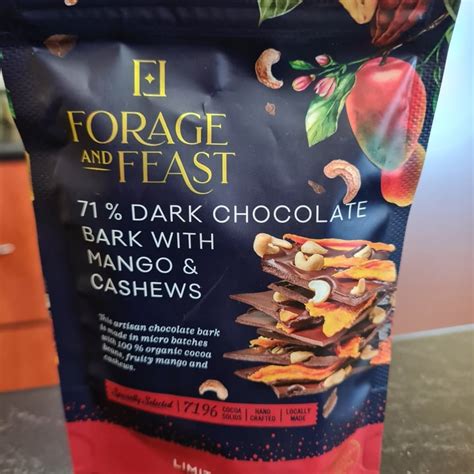 FORAGE
AND FEAST
71 % DARK CHOCOLATE
BARK WITH
MANGO &
CASHEWS
This artisan chocolate bark
is made in micro batches
with 100 % organic cocoa
beans, fruity mango and
cashews.
Specially Selected
71%
COCOA
SOLIDS
HAND
CRAFTED
LOCALLY
MADE
LIMIT